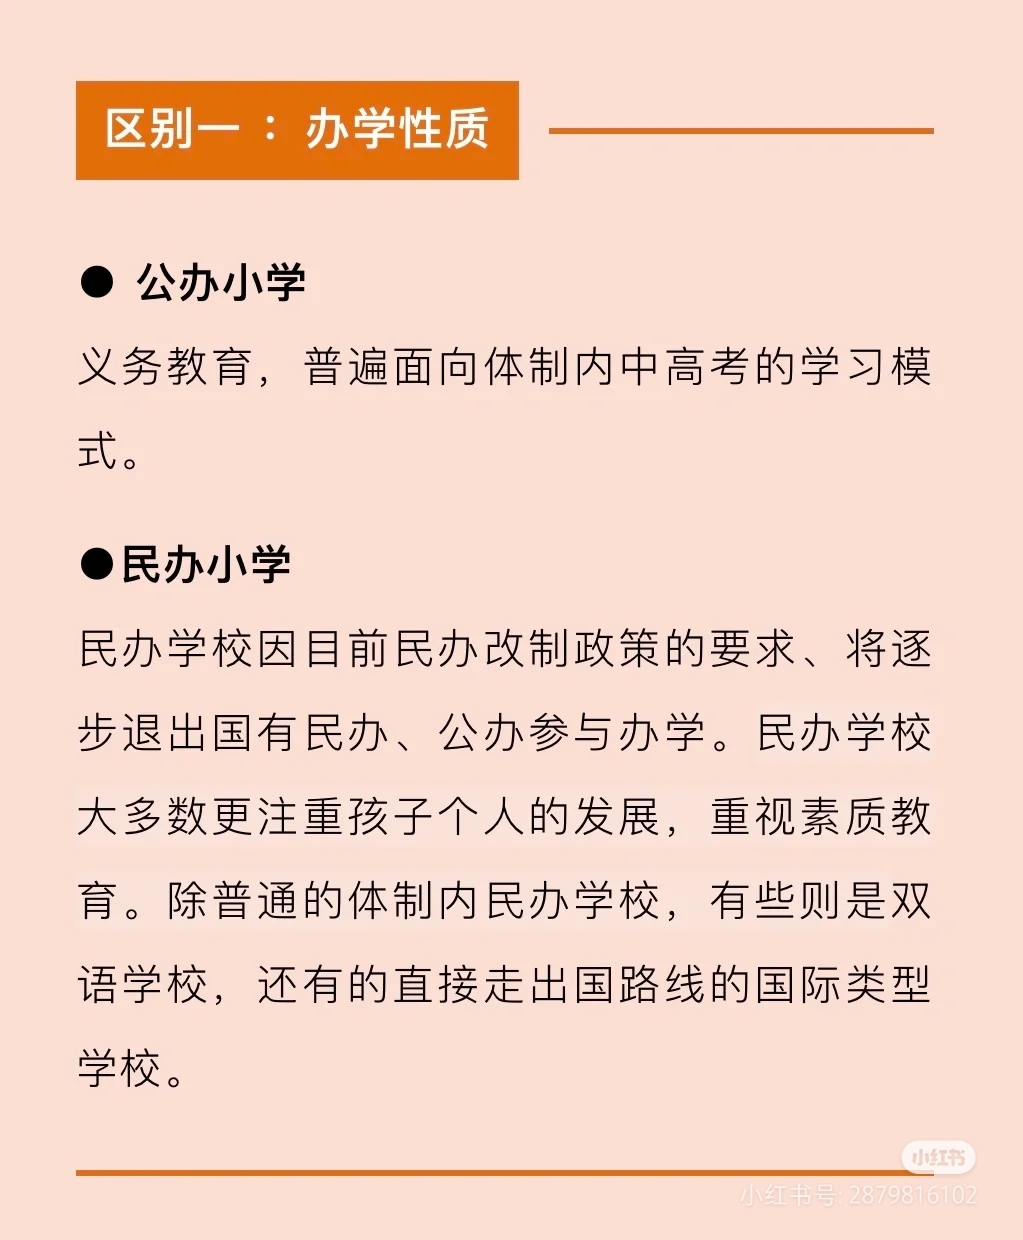 区别一：办学性质
● 公办小学
义务教育，普遍面向体制内中高考的学习模
式。
●民办小学
民办学校因目前民办改制政策的要求、将逐
步退出国有民办、公办参与办学。民办学校
大多数更注重孩子个人的发展，重视素质教
育。除普通的体制内民办学校，有些则是双
语学校，还有的直接走出国路线的国际类型
学校。
小红书
小红书号: 2879816102